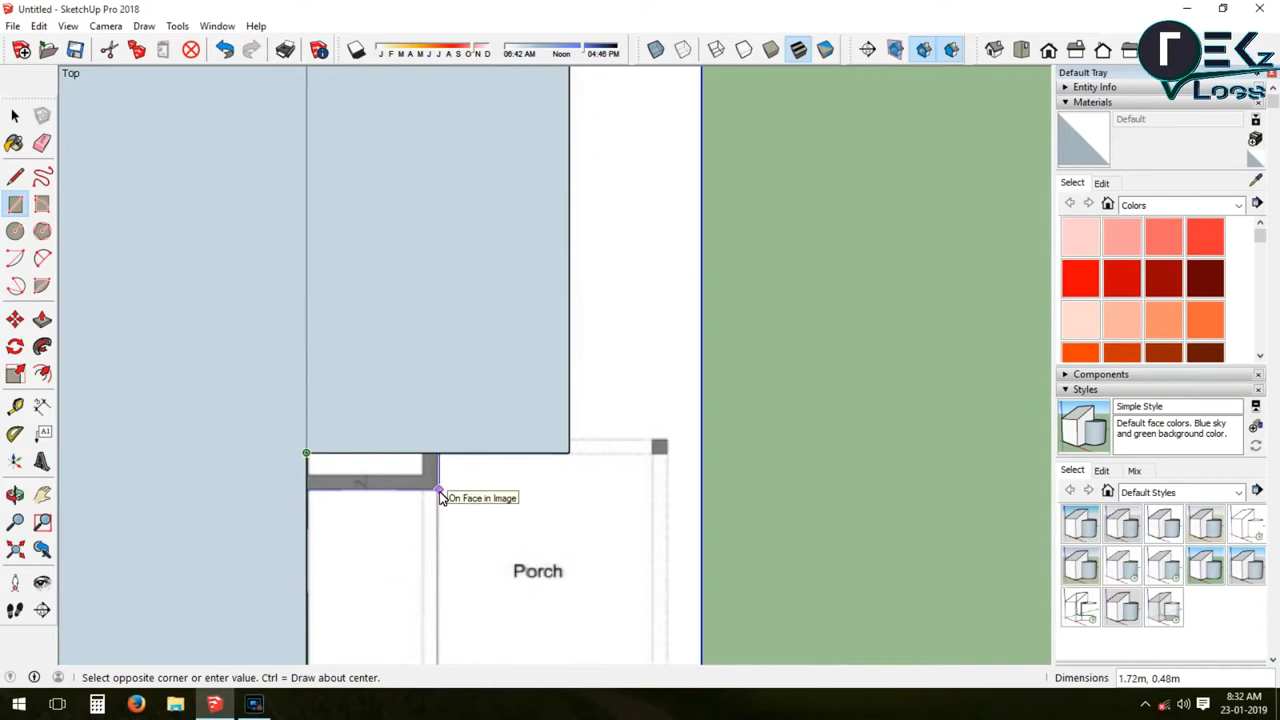 Untitled - SketchUp Pro 2018
File Edit View Camera Draw Tools Window Help
J F M A M J J A S O N D
06:42 AM Noon 04:46 PM
TEKz
VLogs
Top
Default Tray
Entity Info
Materials
Default
Select Edit
Colors
On Face in Image
Porch
Components
Styles
Simple Style
Default face colors. Blue sky
and green background color.
Select Edit Mix
Default Styles
Select opposite corner or enter value. Ctrl = Draw about center.
Dimensions 1.72m, 0.48m
8:32 AM
23-01-2019